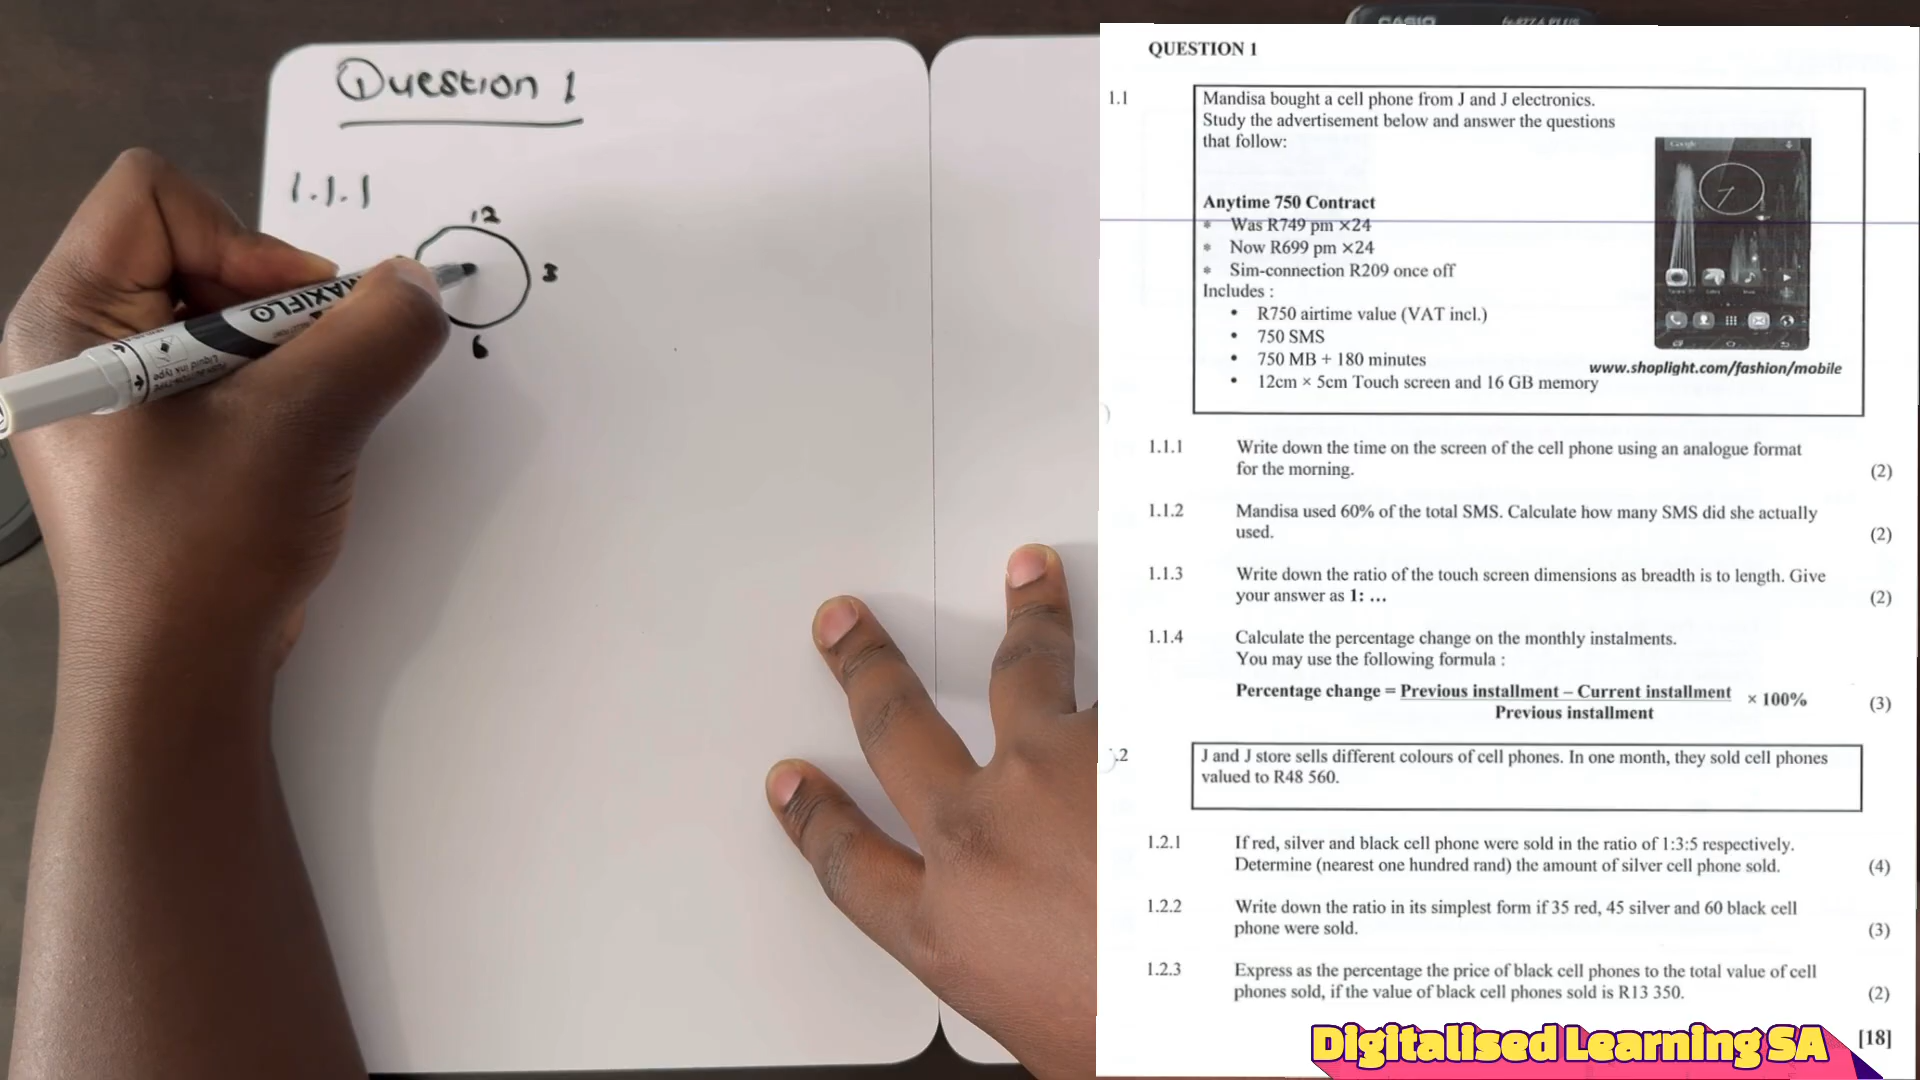 Question 1
1.1.1
12
3
6
MAXIFLO
Liquid ink type
CASIO
fx-82ZA PLUS
QUESTION 1
1.1
Mandisa bought a cell phone from J and J electronics.
Study the advertisement below and answer the questions
that follow:
Google
Anytime 750 Contract
* Was R749 pm ×24
* Now R699 pm ×24
* Sim-connection R209 once off
Includes :
• R750 airtime value (VAT incl.)
• 750 SMS
• 750 MB + 180 minutes
• 12cm × 5cm Touch screen and 16 GB memory
www.shoplight.com/fashion/mobile
1.1.1 Write down the time on the screen of the cell phone using an analogue format
for the morning. (2)
1.1.2 Mandisa used 60% of the total SMS. Calculate how many SMS did she actually
used. (2)
1.1.3 Write down the ratio of the touch screen dimensions as breadth is to length. Give
your answer as 1: ... (2)
1.1.4 Calculate the percentage change on the monthly instalments.
You may use the following formula :
Percentage change = Previous installment – Current installment × 100% (3)
Previous installment
.2
J and J store sells different colours of cell phones. In one month, they sold cell phones
valued to R48 560.
1.2.1 If red, silver and black cell phone were sold in the ratio of 1:3:5 respectively.
Determine (nearest one hundred rand) the amount of silver cell phone sold. (4)
1.2.2 Write down the ratio in its simplest form if 35 red, 45 silver and 60 black cell
phone were sold. (3)
1.2.3 Express as the percentage the price of black cell phones to the total value of cell
phones sold, if the value of black cell phones sold is R13 350. (2)
[18]
Digitalised Learning SA